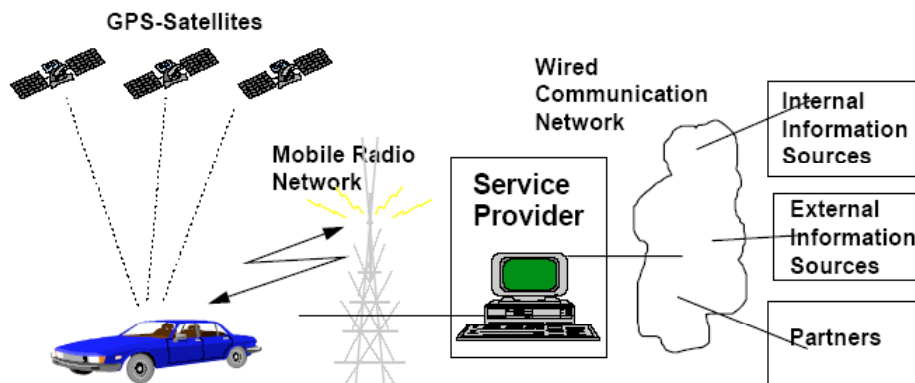 GPS-Satellites
Wired
Communication
Network
Mobile Radio
Network
Service
Provider
Internal
Information
Sources
External
Information
Sources
Partners